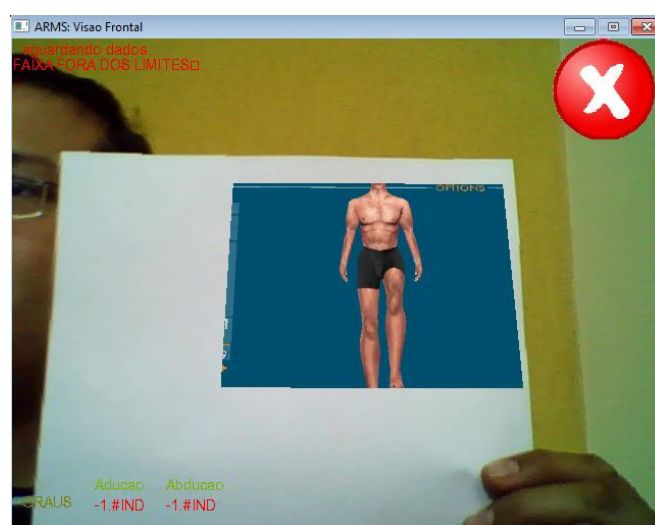 ARMS: Visao Frontal
aguardando dados...
FAIXA FORA DOS LIMITES□
OPTIONS
Aducao Abducao
GRAUS -1.#IND -1.#IND